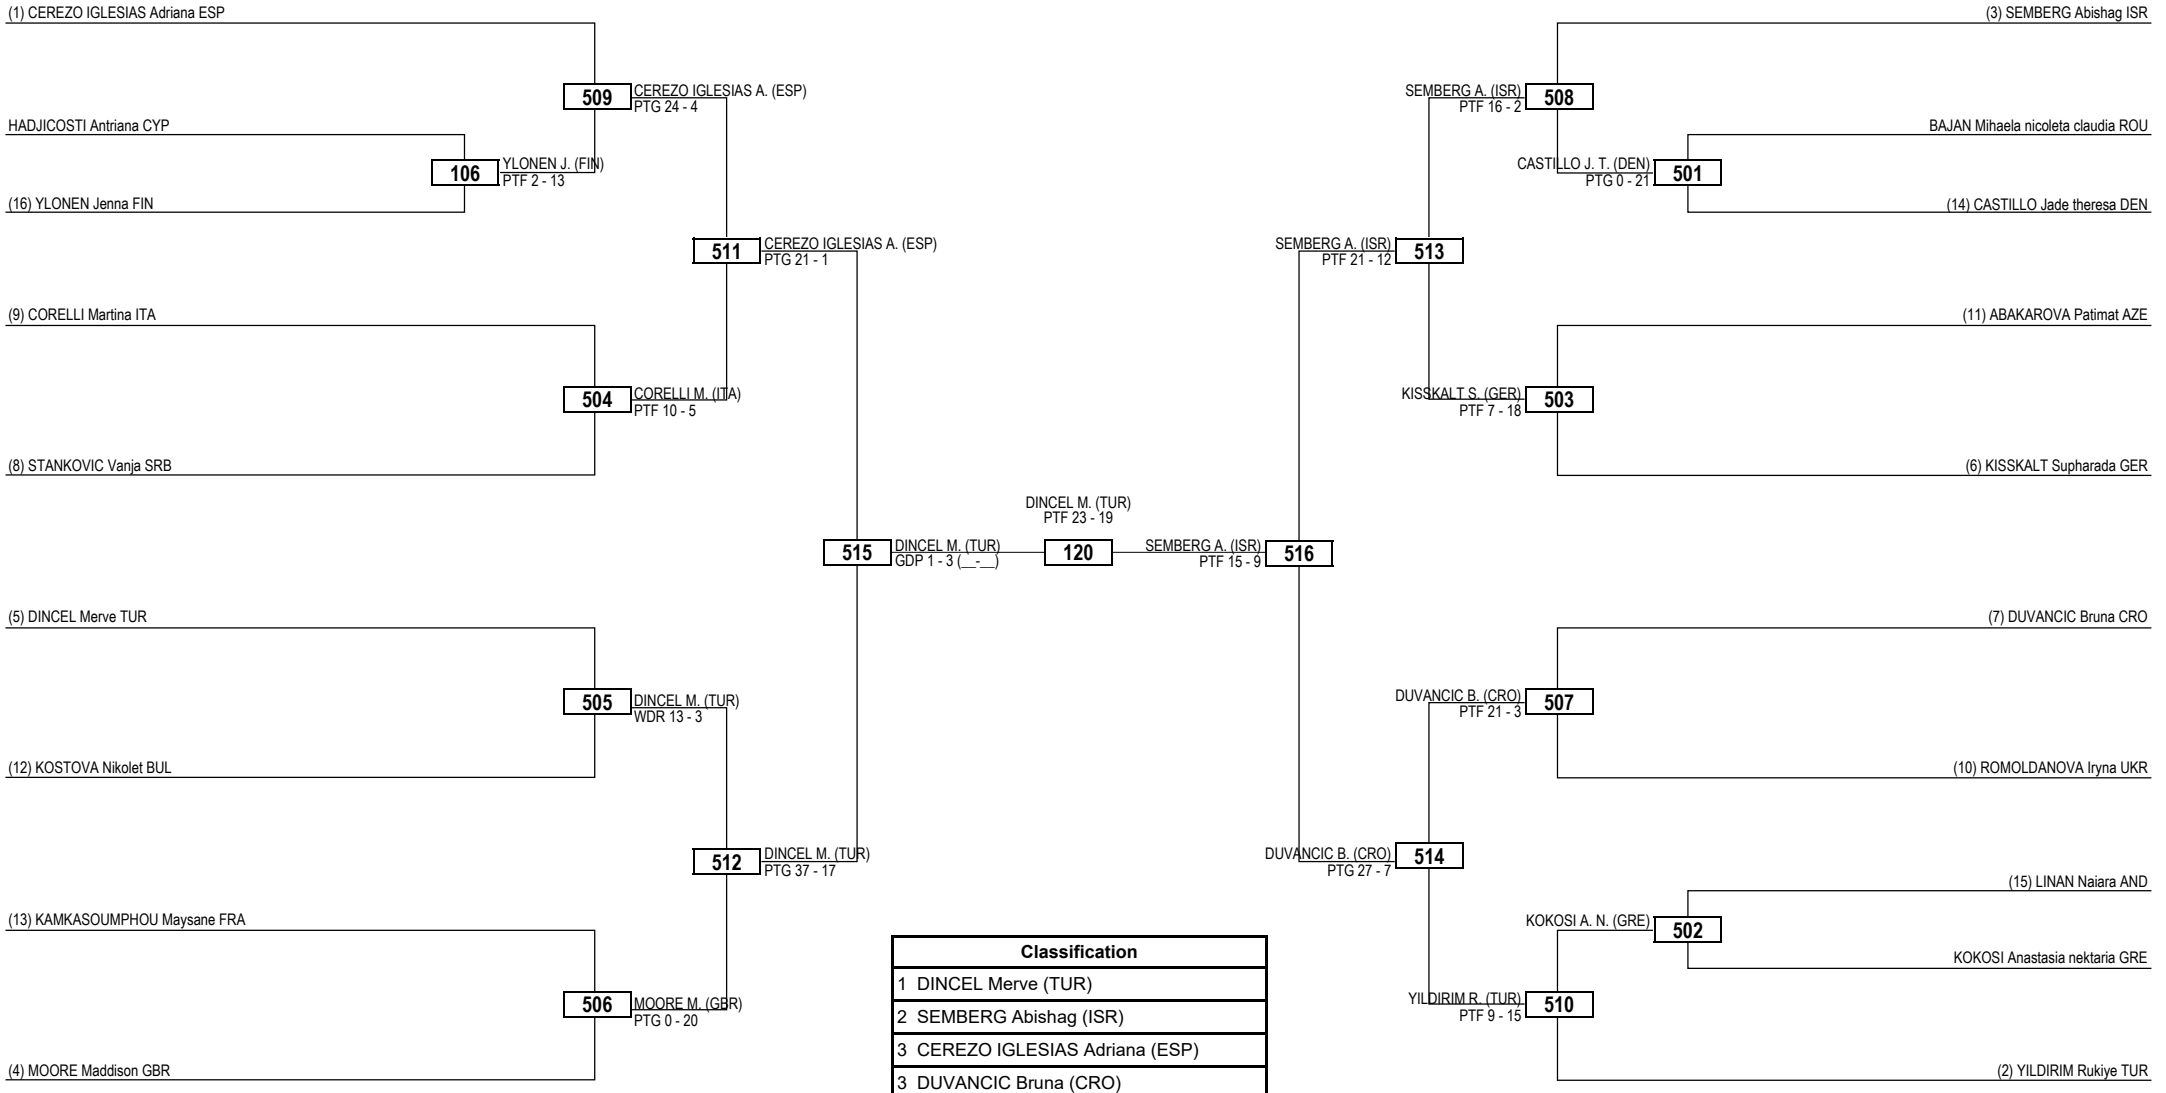 (1) CEREZO IGLESIAS Adriana ESP
(3) SEMBERG Abishag ISR
509
CEREZO IGLESIAS A. (ESP)
PTG 24 - 4
SEMBERG A. (ISR)
PTF 16 - 2
508
HADJICOSTI Antriana CYP
BAJAN Mihaela nicoleta claudia ROU
106
YLONEN J. (FIN)
PTF 2 - 13
CASTILLO J. T. (DEN)
PTG 0 - 21
501
(16) YLONEN Jenna FIN
(14) CASTILLO Jade theresa DEN
511
CEREZO IGLESIAS A. (ESP)
PTG 21 - 1
SEMBERG A. (ISR)
PTF 21 - 12
513
(9) CORELLI Martina ITA
(11) ABAKAROVA Patimat AZE
504
CORELLI M. (ITA)
PTF 10 - 5
KISSKALT S. (GER)
PTF 7 - 18
503
(8) STANKOVIC Vanja SRB
(6) KISSKALT Supharada GER
DINCEL M. (TUR)
PTF 23 - 19
515
DINCEL M. (TUR)
GDP 1 - 3 (__-__)
120
SEMBERG A. (ISR)
PTF 15 - 9
516
(5) DINCEL Merve TUR
(7) DUVANCIC Bruna CRO
505
DINCEL M. (TUR)
WDR 13 - 3
DUVANCIC B. (CRO)
PTF 21 - 3
507
(12) KOSTOVA Nikolet BUL
(10) ROMOLDANOVA Iryna UKR
512
DINCEL M. (TUR)
PTG 37 - 17
DUVANCIC B. (CRO)
PTG 27 - 7
514
(15) LINAN Naiara AND
(13) KAMKASOUMPHOU Maysane FRA
KOKOSI A. N. (GRE)
502
KOKOSI Anastasia nektaria GRE
506
MOORE M. (GBR)
PTG 0 - 20
YILDIRIM R. (TUR)
PTF 9 - 15
510
(4) MOORE Maddison GBR
(2) YILDIRIM Rukiye TUR
Classification
1 DINCEL Merve (TUR)
2 SEMBERG Abishag (ISR)
3 CEREZO IGLESIAS Adriana (ESP)
3 DUVANCIC Bruna (CRO)